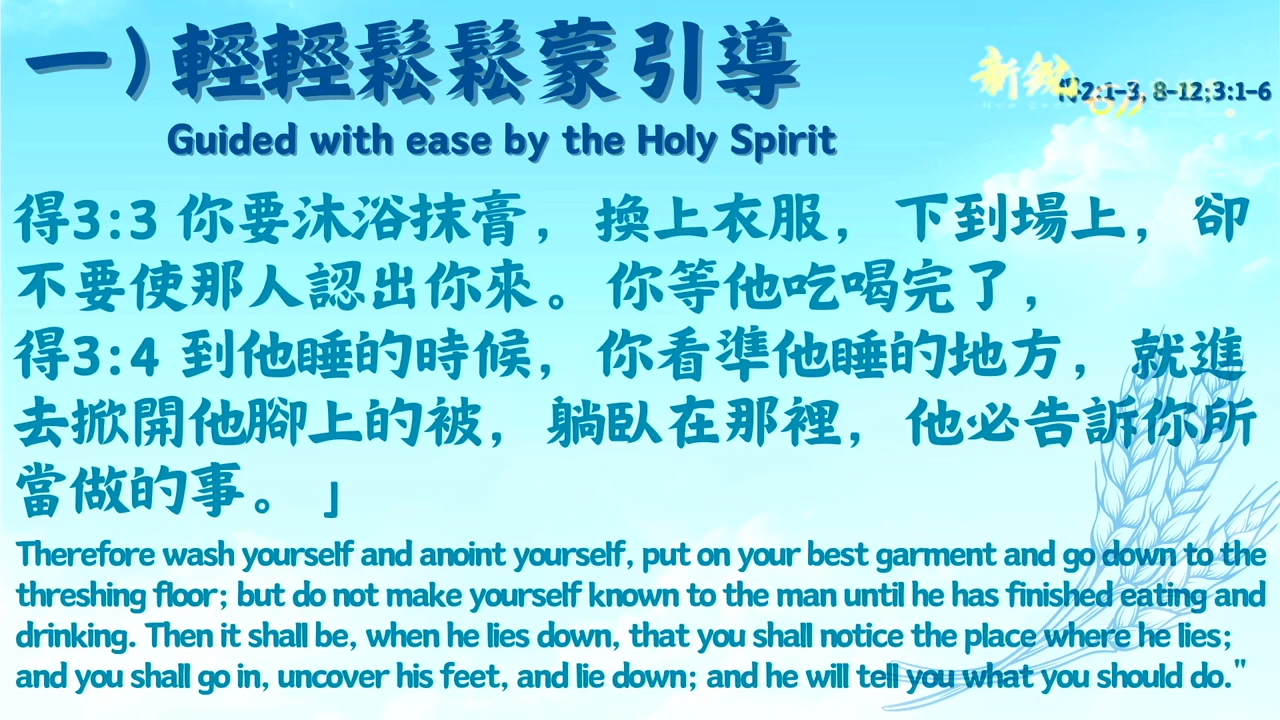 一) 輕輕鬆鬆蒙引導
Guided with ease by the Holy Spirit
新銳
2:1-3, 8-12;3:1-6
得3:3 你要沐浴抹膏，換上衣服，下到場上，卻
不要使那人認出你來。你等他吃喝完了，
得3:4 到他睡的時候，你看準他睡的地方，就進
去掀開他腳上的被，躺臥在那裡，他必告訴你所
當做的事。」
Therefore wash yourself and anoint yourself, put on your best garment and go down to the
threshing floor; but do not make yourself known to the man until he has finished eating and
drinking. Then it shall be, when he lies down, that you shall notice the place where he lies;
and you shall go in, uncover his feet, and lie down; and he will tell you what you should do."